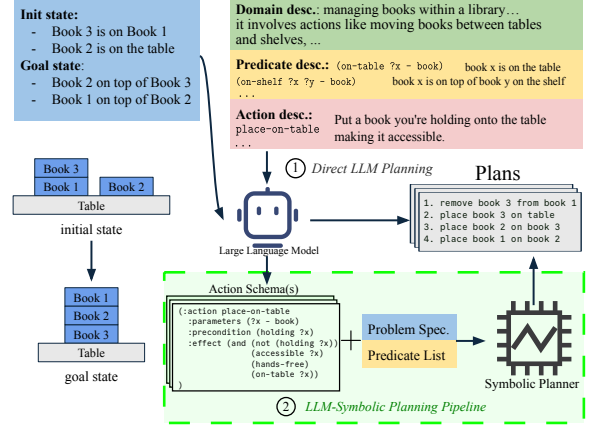 Init state:
- Book 3 is on Book 1
- Book 2 is on the table
Goal state:
- Book 2 on top of Book 3
- Book 1 on top of Book 2
Domain desc.: managing books within a library…
it involves actions like moving books between tables
and shelves, ...
Predicate desc.: (on-table ?x - book) book x is on the table
(on-shelf ?x ?y - book) book x is on top of book y on the shelf
...
Action desc.:
place-on-table
...
Put a book you're holding onto the table
making it accessible.
1 Direct LLM Planning
Book 3
Book 1 Book 2
Table
initial state
Large Language Model
Plans
1. remove book 3 from book 1
2. place book 3 on table
3. place book 2 on book 3
4. place book 1 on book 2
Book 1
Book 2
Book 3
Table
goal state
Action Schema(s)
(:action place-on-table
:parameters (?x - book)
:precondition (holding ?x)
:effect (and (not (holding ?x))
(accessible ?x)
(hands-free)
(on-table ?x))
)
+
Problem Spec.
Predicate List
Symbolic Planner
2 LLM-Symbolic Planning Pipeline